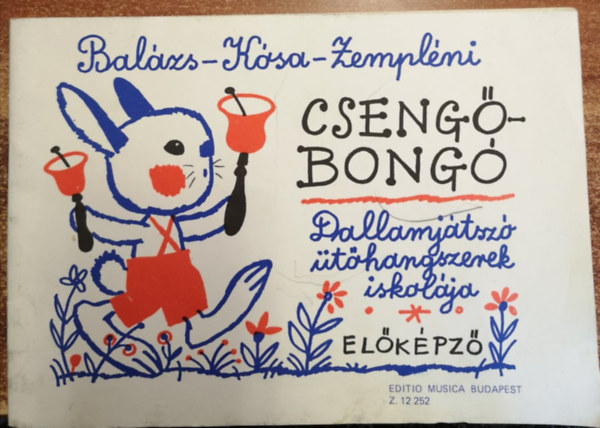 Balázs-Kósa-Zempléni
CSENGŐ-
BONGÓ
Dallamjátszó
ütőhangszerek
iskolája
ELŐKÉPZŐ
EDITIO MUSICA BUDAPEST
Z. 12 252